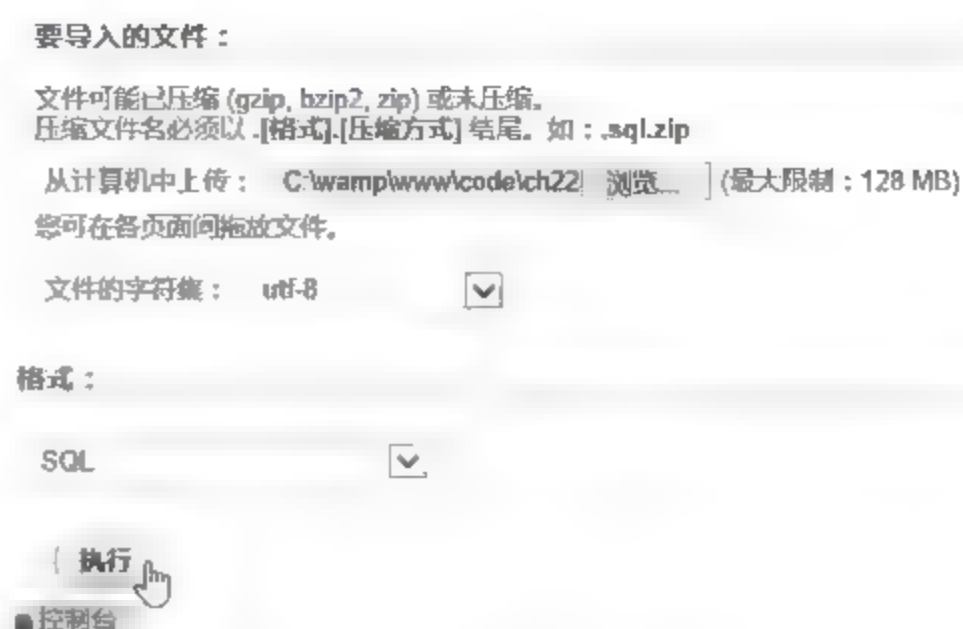 要导入的文件：
文件可能已压缩 (gzip, bzip2, zip) 或未压缩。
压缩文件名必须以 .[格式].[压缩方式] 结尾。如：.sql.zip
从计算机中上传： C:\wamp\www\code\ch22 浏览... (最大限制：128 MB)
您可在各页面间拖放文件。
文件的字符集： utf-8
格式：
SQL
执行
控制台